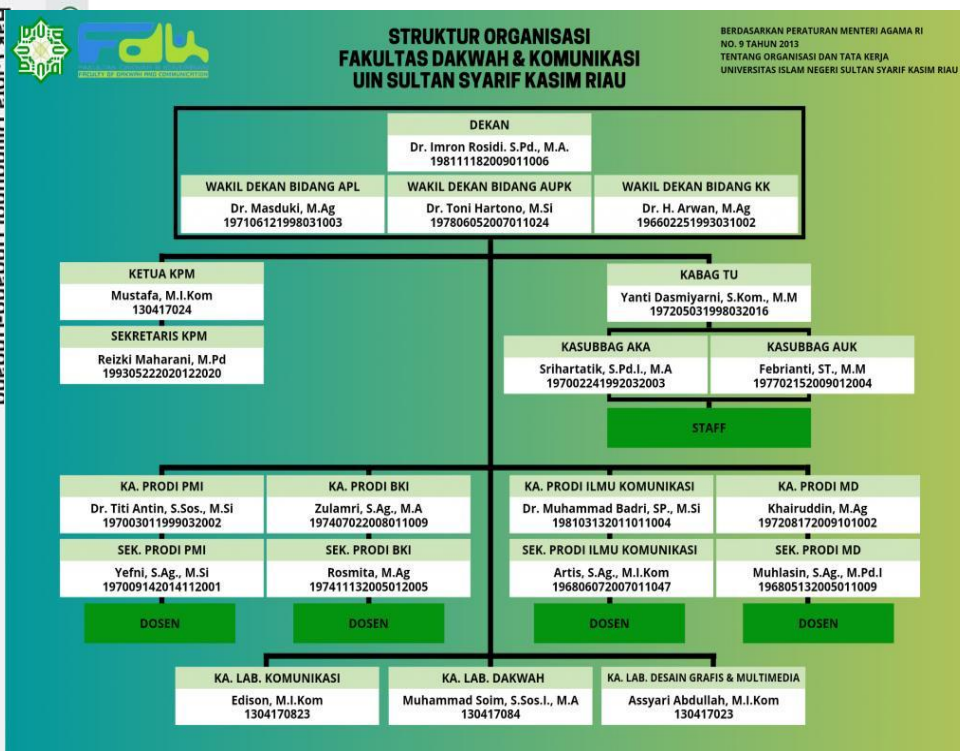 STRUKTUR ORGANISASI
FAKULTAS DAKWAH & KOMUNIKASI
UIN SULTAN SYARIF KASIM RIAU
BERDASARKAN PERATURAN MENTERI AGAMA RI
NO. 9 TAHUN 2013
TENTANG ORGANISASI DAN TATA KERJA
UNIVERSITAS ISLAM NEGERI SULTAN SYARIF KASIM RIAU
Fdk
FACULTY OF DAKWAH AND COMMUNICATION
DEKAN
Dr. Imron Rosidi. S.Pd., M.A.
198111182009011006
WAKIL DEKAN BIDANG APL
Dr. Masduki, M.Ag
197106121998031003
WAKIL DEKAN BIDANG AUPK
Dr. Toni Hartono, M.Si
197806052007011024
WAKIL DEKAN BIDANG KK
Dr. H. Arwan, M.Ag
196602251993031002
KETUA KPM
Mustafa, M.I.Kom
130417024
SEKRETARIS KPM
Reizki Maharani, M.Pd
199305222020122020
KABAG TU
Yanti Dasmiyarni, S.Kom., M.M
197205031998032016
KASUBBAG AKA
Srihartatik, S.Pd.I., M.A
197002241992032003
KASUBBAG AUK
Febrianti, ST., M.M
197702152009012004
STAFF
KA. PRODI PMI
Dr. Titi Antin, S.Sos., M.Si
197003011999032002
SEK. PRODI PMI
Yefni, S.Ag., M.Si
197009142014112001
DOSEN
KA. PRODI BKI
Zulamri, S.Ag., M.A
197407022008011009
SEK. PRODI BKI
Rosmita, M.Ag
197411132005012005
DOSEN
KA. PRODI ILMU KOMUNIKASI
Dr. Muhammad Badri, SP., M.Si
198103132011011004
SEK. PRODI ILMU KOMUNIKASI
Artis, S.Ag., M.I.Kom
196806072007011047
DOSEN
KA. PRODI MD
Khairuddin, M.Ag
197208172009101002
SEK. PRODI MD
Muhlasin, S.Ag., M.Pd.I
196805132005011009
DOSEN
KA. LAB. KOMUNIKASI
Edison, M.I.Kom
1304170823
KA. LAB. DAKWAH
Muhammad Soim, S.Sos.I., M.A
130417084
KA. LAB. DESAIN GRAFIS & MULTIMEDIA
Assyari Abdullah, M.I.Kom
130417023